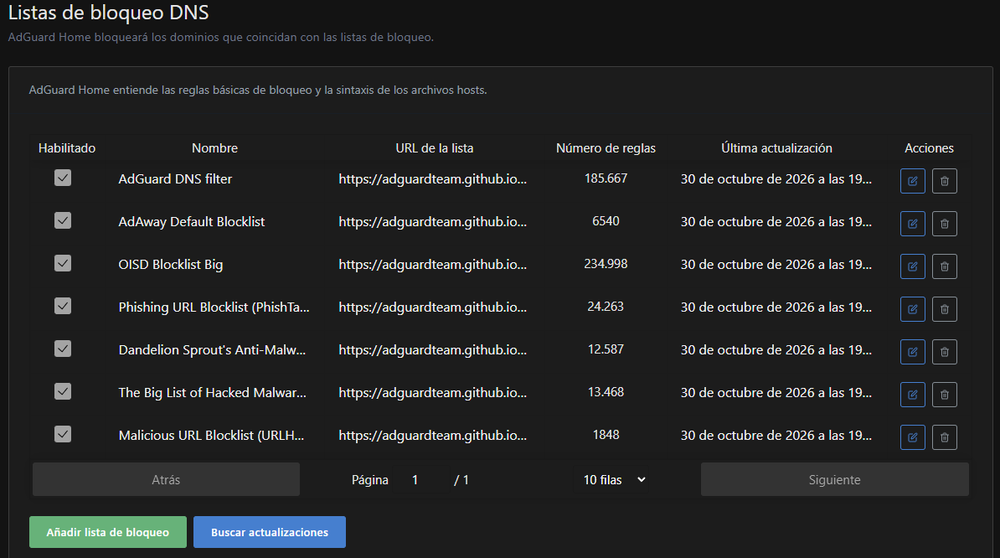 Listas de bloqueo DNS
AdGuard Home bloqueará los dominios que coincidan con las listas de bloqueo.
AdGuard Home entiende las reglas básicas de bloqueo y la sintaxis de los archivos hosts.
Habilitado Nombre URL de la lista Número de reglas Última actualización Acciones
AdGuard DNS filter https://adguardteam.github.io... 185.667 30 de octubre de 2026 a las 19...
AdAway Default Blocklist https://adguardteam.github.io... 6540 30 de octubre de 2026 a las 19...
OISD Blocklist Big https://adguardteam.github.io... 234.998 30 de octubre de 2026 a las 19...
Phishing URL Blocklist (PhishTa... https://adguardteam.github.io... 24.263 30 de octubre de 2026 a las 19...
Dandelion Sprout's Anti-Malw... https://adguardteam.github.io... 12.587 30 de octubre de 2026 a las 19...
The Big List of Hacked Malwar... https://adguardteam.github.io... 13.468 30 de octubre de 2026 a las 19...
Malicious URL Blocklist (URLH... https://adguardteam.github.io... 1848 30 de octubre de 2026 a las 19...
Atrás Página 1 / 1 10 filas Siguiente
Añadir lista de bloqueo Buscar actualizaciones